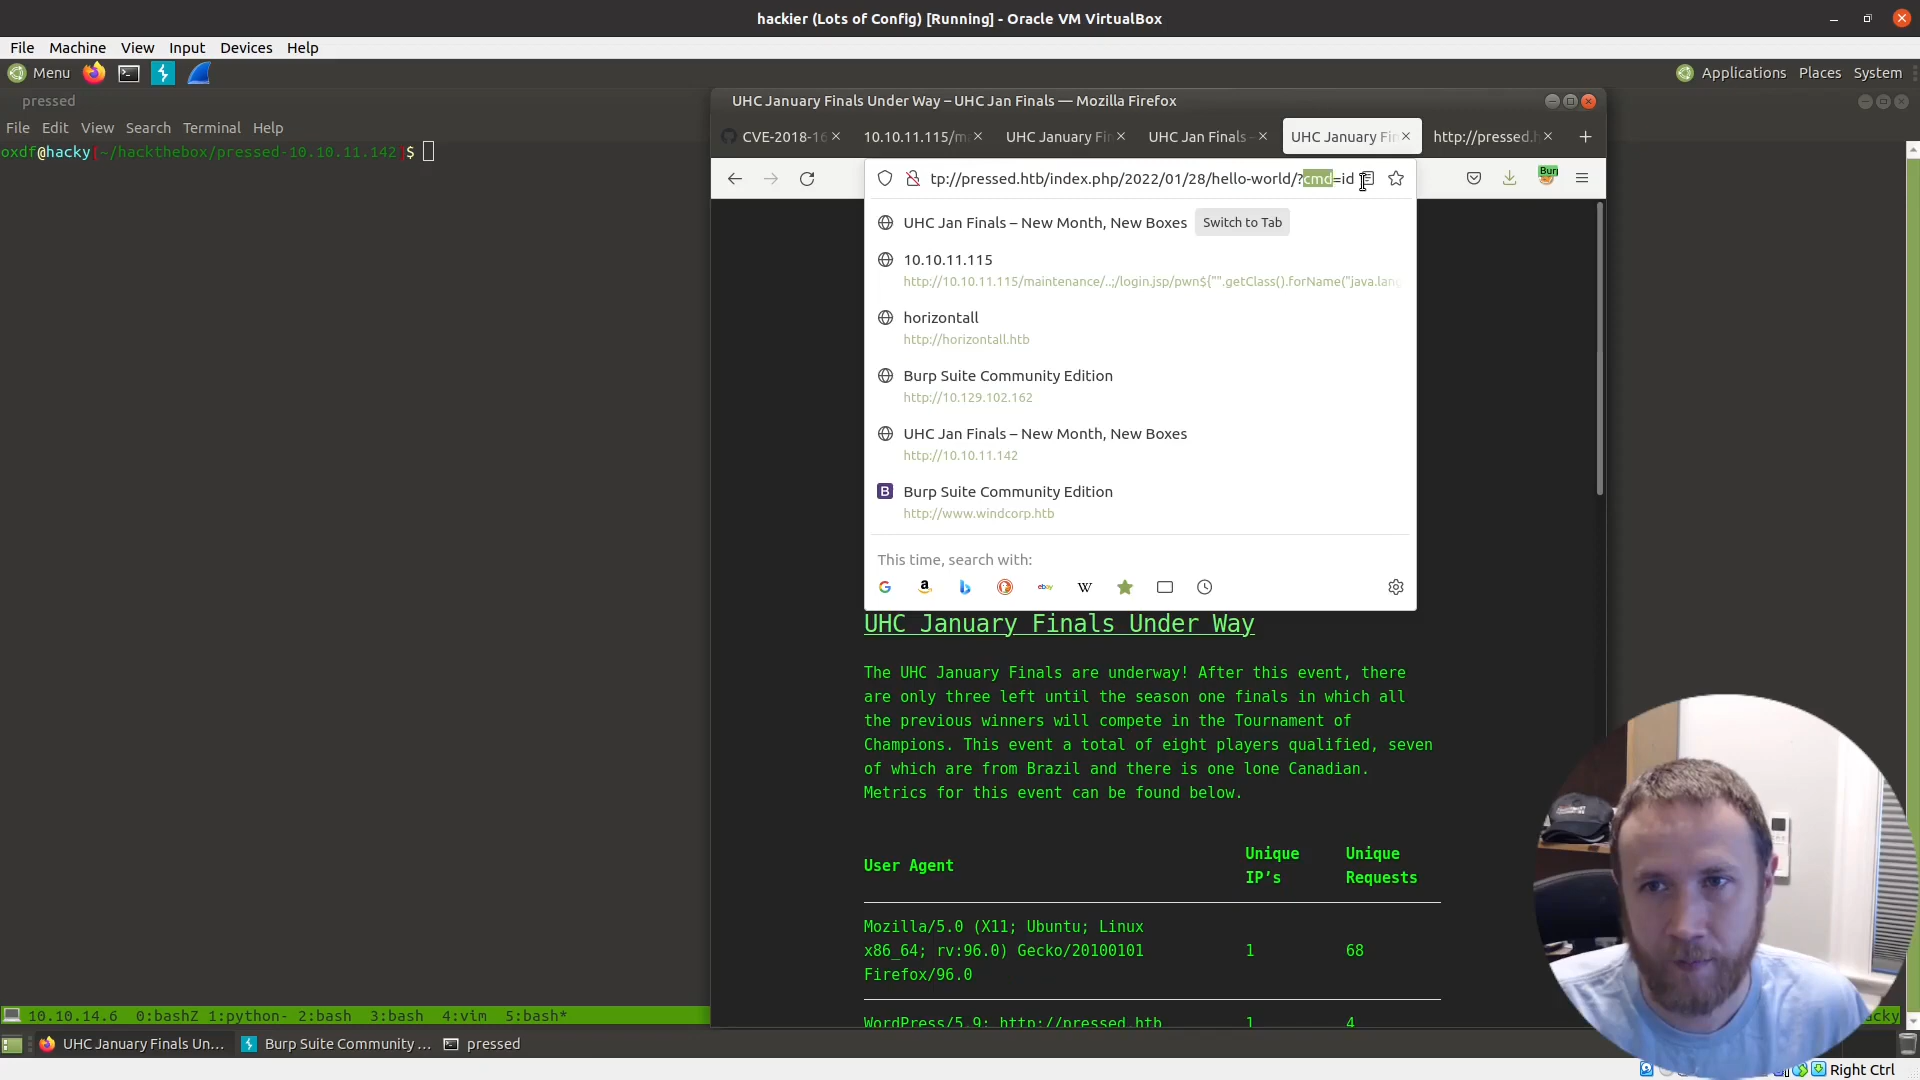 hackier (Lots of Config) [Running] - Oracle VM VirtualBox
File Machine View Input Devices Help
Menu
Applications Places System
pressed
File Edit View Search Terminal Help
oxdf@hacky[~/hackthebox/pressed-10.10.11.142]$
UHC January Finals Under Way – UHC Jan Finals — Mozilla Firefox
CVE-2018-16
10.10.11.115/m
UHC January Fi
UHC Jan Finals –
UHC January Fin
http://pressed.h
tp://pressed.htb/index.php/2022/01/28/hello-world/?cmd=id
Burp
UHC Jan Finals – New Month, New Boxes
Switch to Tab
10.10.11.115
http://10.10.11.115/maintenance/..;/login.jsp/pwn${"".getClass().forName("java.lang
horizontall
http://horizontall.htb
Burp Suite Community Edition
http://10.129.102.162
UHC Jan Finals – New Month, New Boxes
http://10.10.11.142
B
Burp Suite Community Edition
http://www.windcorp.htb
This time, search with:
G a ebay W
UHC January Finals Under Way
The UHC January Finals are underway! After this event, there
are only three left until the season one finals in which all
the previous winners will compete in the Tournament of
Champions. This event a total of eight players qualified, seven
of which are from Brazil and there is one lone Canadian.
Metrics for this event can be found below.
User Agent
Unique IP’s
Unique Requests
Mozilla/5.0 (X11; Ubuntu; Linux
x86_64; rv:96.0) Gecko/20100101
Firefox/96.0
1
68
WordPress/5.9; http://pressed.htb
1
4
10.10.14.6 0:bashZ 1:python- 2:bash 3:bash 4:vim 5:bash*
acky
UHC January Finals Un...
Burp Suite Community ...
pressed
Right Ctrl